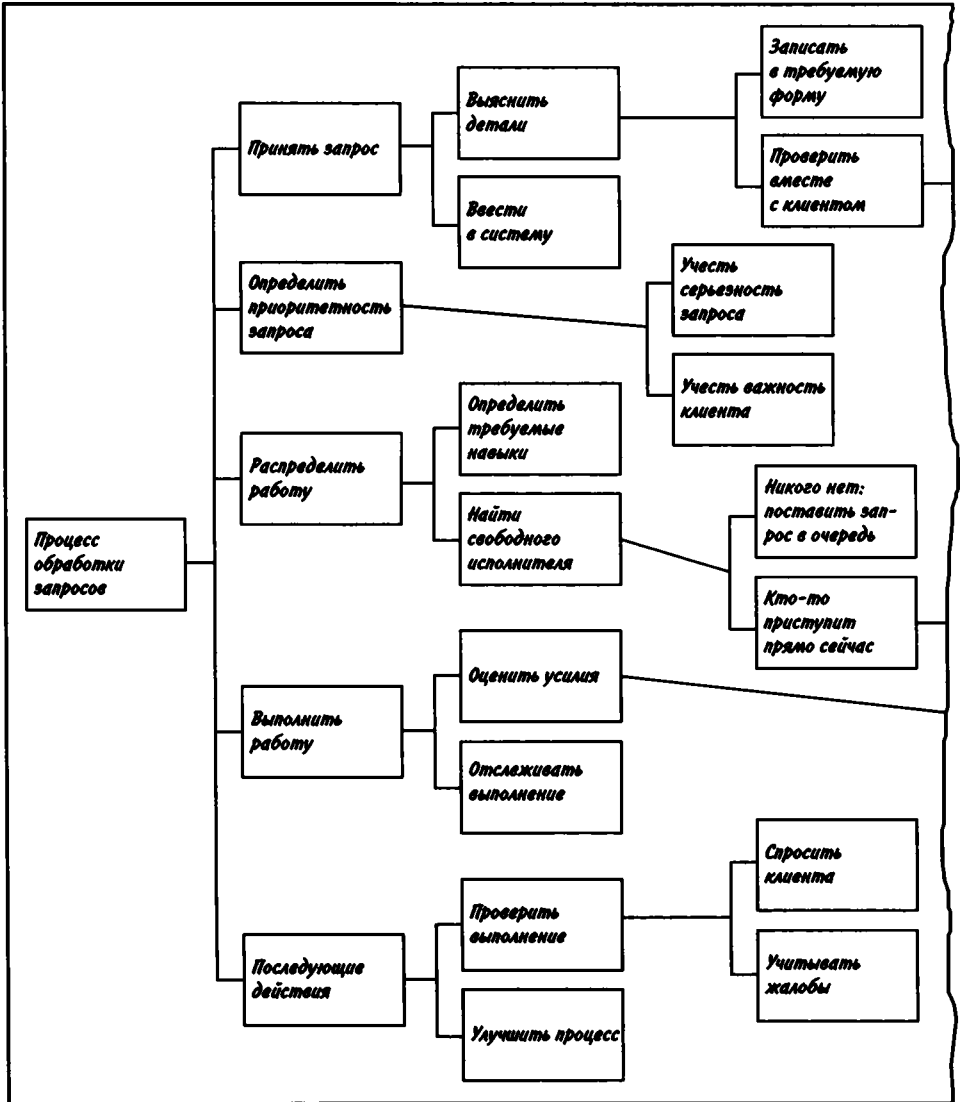 Процесс
обработки
запросов
Принять запрос
Выяснить
детали
Записать
в требуемую
форму
Проверить
вместе
с клиентом
Ввести
в систему
Определить
приоритетность
запроса
Учесть
серьезность
запроса
Учесть важность
клиента
Распределить
работу
Определить
требуемые
навыки
Найти
свободного
исполнителя
Никого нет:
поставить зап-
рос в очередь
Кто-то
приступит
прямо сейчас
Выполнить
работу
Оценить усилия
Отслеживать
выполнение
Последующие
действия
Проверить
выполнение
Спросить
клиента
Учитывать
жалобы
Улучшить процесс